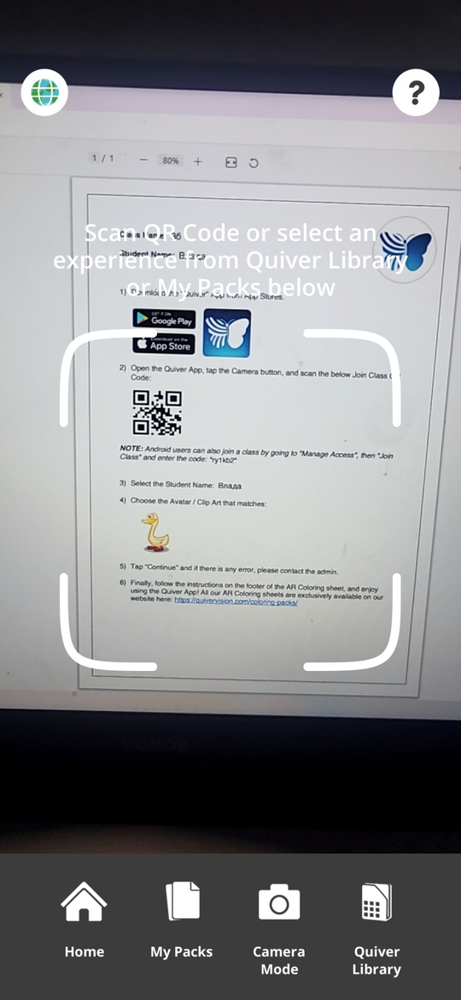 1 / 1 — 80% +
Scan QR Code or select an
experience from Quiver Library
or My Packs below
Class Name: 3б
Student Name: Влада
1) Download the "Quiver" App from App Stores.
GET IT ON
Google Play
Download on the
App Store
2) Open the Quiver App, tap the Camera button, and scan the below Join Class
Code:
NOTE: Android users can also join a class by going to "Manage Access", then "Join
Class" and enter the code: "ry1kb2"
3) Select the Student Name: Влада
4) Choose the Avatar / Clip Art that matches:
5) Tap "Continue" and if there is any error, please contact the admin.
6) Finally, follow the instructions on the footer of the AR Coloring sheet, and enjoy
using the Quiver App! All our AR Coloring sheets are exclusively available on our
website here: https://quivervision.com/coloring-packs/
HONOR
Home
My Packs
Camera
Mode
Quiver
Library